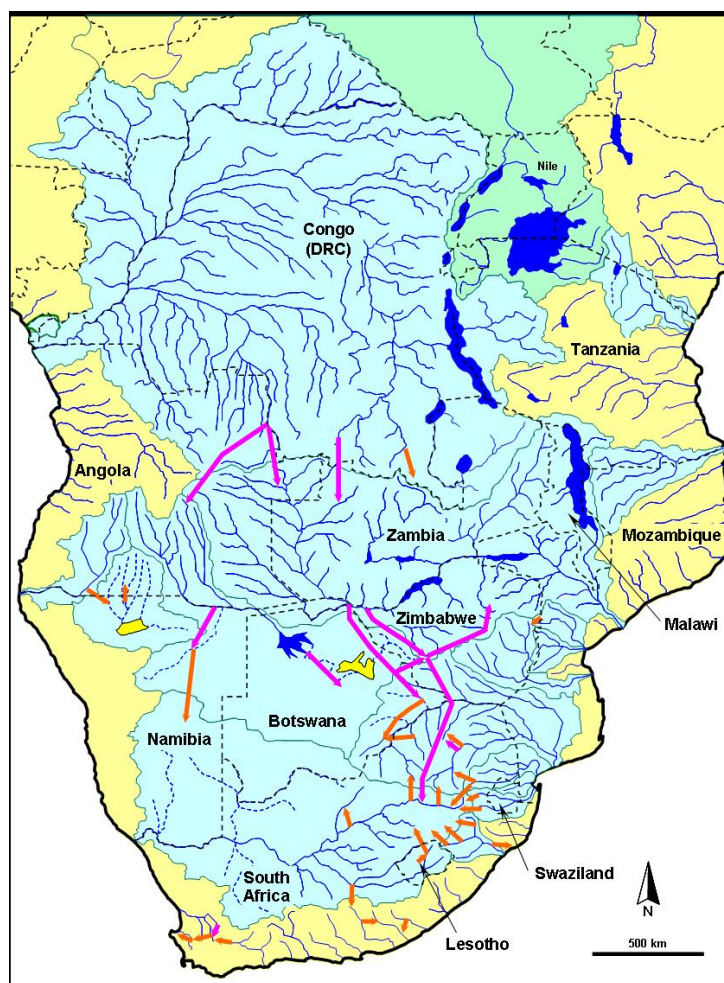 Nile
Congo
(DRC)
Tanzania
Angola
Zambia
Mozambique
Malawi
Zimbabwe
Botswana
Namibia
Swaziland
South
Africa
Lesotho
N
500 km